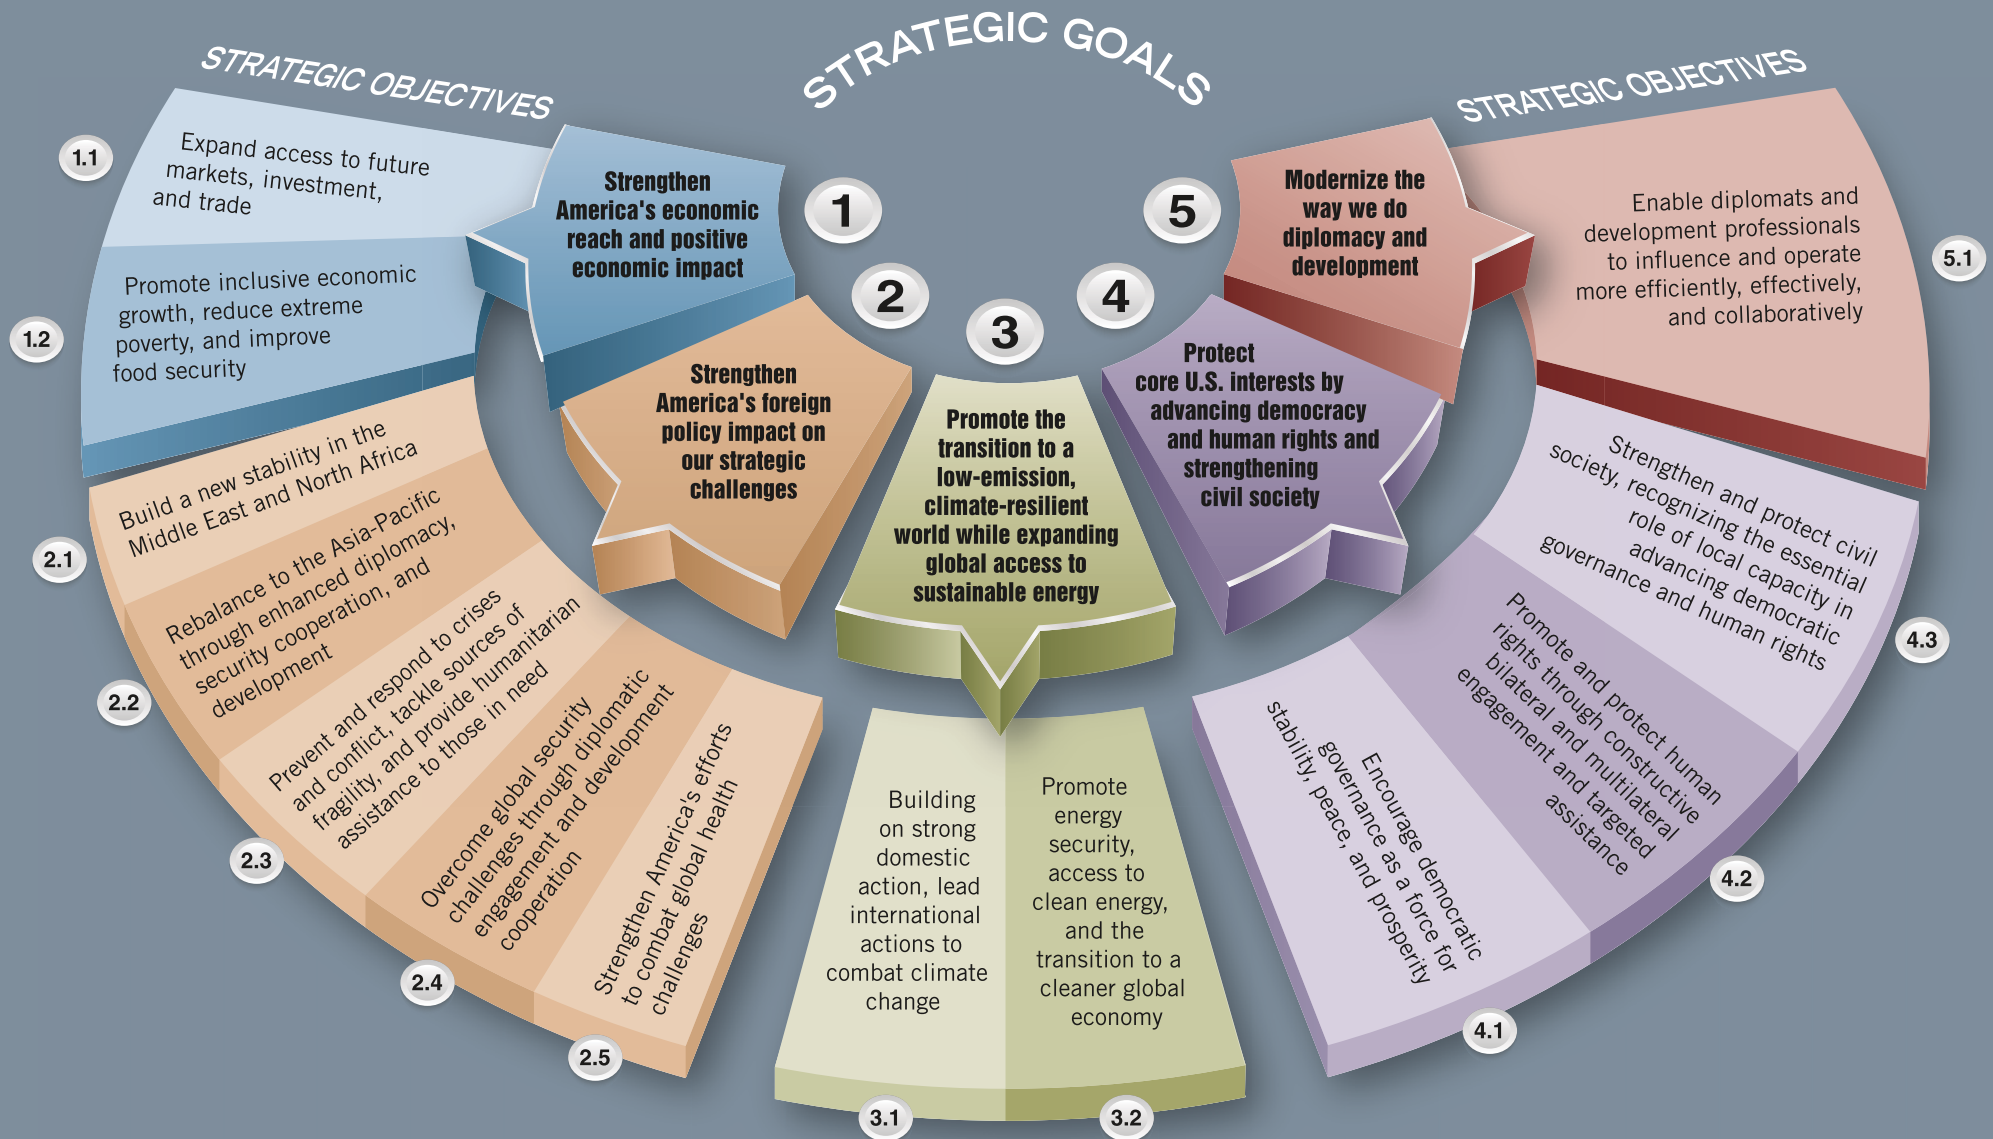 STRATEGIC GOALS
STRATEGIC OBJECTIVES
STRATEGIC OBJECTIVES
1
Strengthen
America's economic
reach and positive
economic impact
1.1
Expand access to future
markets, investment,
and trade
1.2
Promote inclusive economic
growth, reduce extreme
poverty, and improve
food security
2
Strengthen
America's foreign
policy impact on
our strategic
challenges
2.1
Build a new stability in the
Middle East and North Africa
2.2
Rebalance to the Asia-Pacific
through enhanced diplomacy,
security cooperation, and
development
2.3
Prevent and respond to crises
and conflict, tackle sources of
fragility, and provide humanitarian
assistance to those in need
2.4
Overcome global security
challenges through diplomatic
engagement and development
cooperation
2.5
Strengthen America's efforts
to combat global health
challenges
3
Promote the
transition to a
low-emission,
climate-resilient
world while expanding
global access to
sustainable energy
3.1
Building
on strong
domestic
action, lead
international
actions to
combat climate
change
3.2
Promote
energy
security,
access to
clean energy,
and the
transition to a
cleaner global
economy
4
Protect
core U.S. interests by
advancing democracy
and human rights and
strengthening
civil society
4.1
Encourage democratic
governance as a force for
stability, peace, and prosperity
4.2
Promote and protect human
rights through constructive
bilateral and multilateral
engagement and targeted
assistance
4.3
Strengthen and protect civil
society, recognizing the essential
role of local capacity in
advancing democratic
governance and human rights
5
Modernize the
way we do
diplomacy and
development
5.1
Enable diplomats and
development professionals
to influence and operate
more efficiently, effectively,
and collaboratively